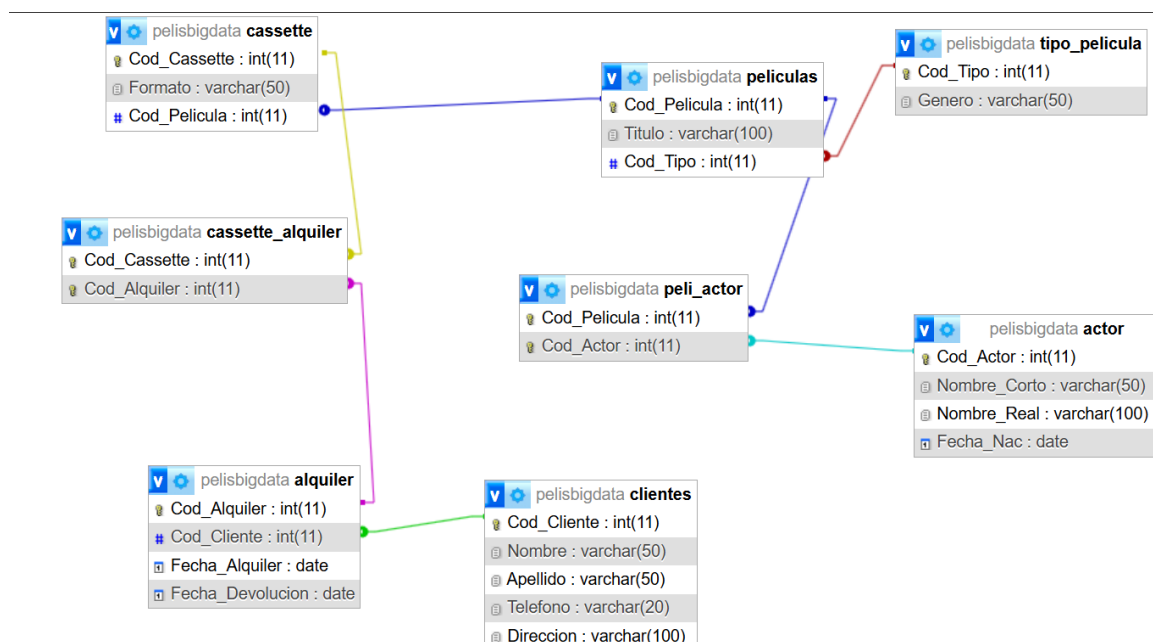 v pelisbigdata cassette
Cod_Cassette : int(11)
Formato : varchar(50)
# Cod_Pelicula : int(11)
v pelisbigdata peliculas
Cod_Pelicula : int(11)
Titulo : varchar(100)
# Cod_Tipo : int(11)
v pelisbigdata tipo_pelicula
Cod_Tipo : int(11)
Genero : varchar(50)
v pelisbigdata cassette_alquiler
Cod_Cassette : int(11)
Cod_Alquiler : int(11)
v pelisbigdata peli_actor
Cod_Pelicula : int(11)
Cod_Actor : int(11)
v pelisbigdata actor
Cod_Actor : int(11)
Nombre_Corto : varchar(50)
Nombre_Real : varchar(100)
Fecha_Nac : date
v pelisbigdata alquiler
Cod_Alquiler : int(11)
# Cod_Cliente : int(11)
Fecha_Alquiler : date
Fecha_Devolucion : date
v pelisbigdata clientes
Cod_Cliente : int(11)
Nombre : varchar(50)
Apellido : varchar(50)
Telefono : varchar(20)
Direccion : varchar(100)